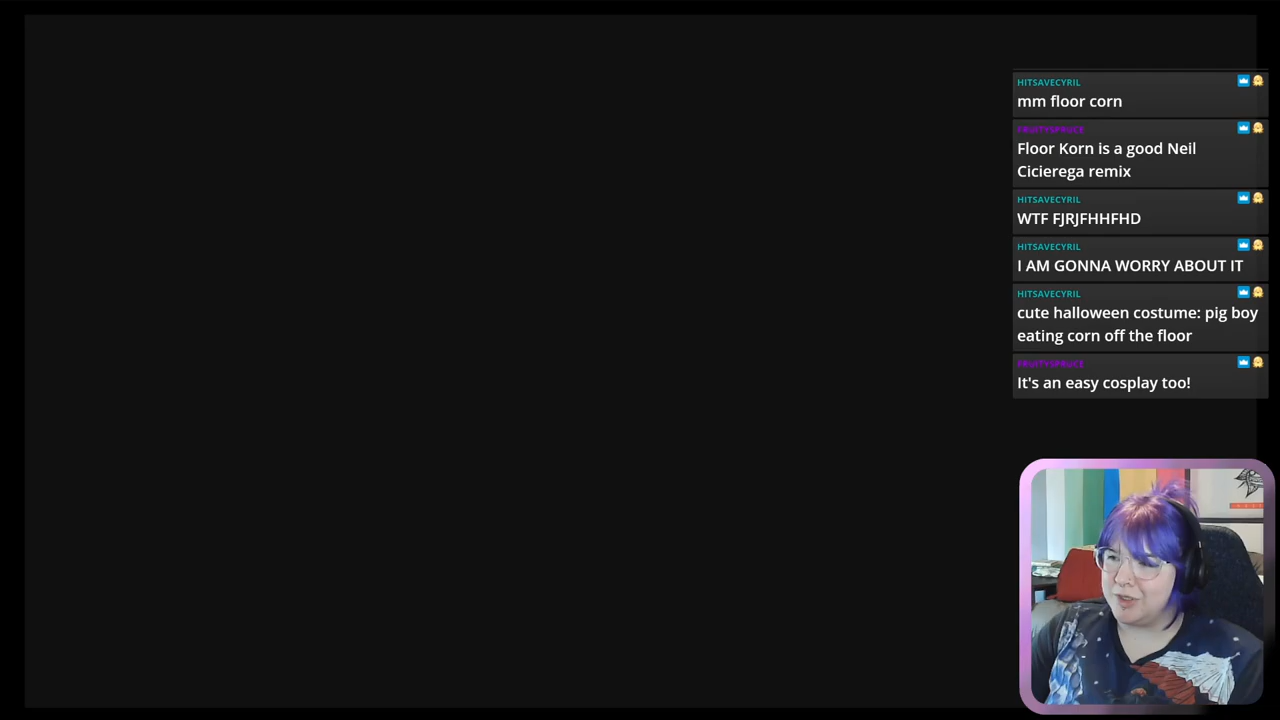 HITSAVECYRIL
mm floor corn
FRUITYSPRUCE
Floor Korn is a good Neil
Cicierega remix
HITSAVECYRIL
WTF FJRJFHHFHD
HITSAVECYRIL
I AM GONNA WORRY ABOUT IT
HITSAVECYRIL
cute halloween costume: pig boy
eating corn off the floor
FRUITYSPRUCE
It's an easy cosplay too!